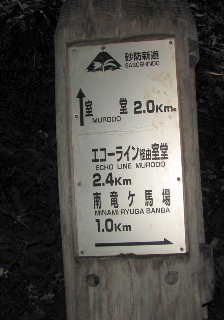 砂防新道
SABOSHINDO
室堂 2.0Km
MURODO
エコーライン経由室堂
ECHO LINE MURODO
2.4Km
南竜ケ馬場
MINAMI RYUGA BANBA
1.0Km